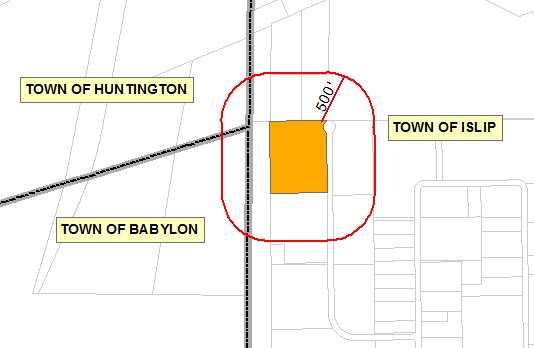 TOWN OF HUNTINGTON
500'
TOWN OF ISLIP
TOWN OF BABYLON